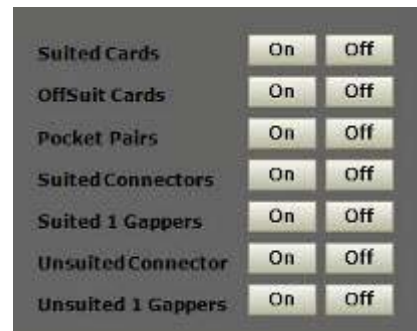 Suited Cards On Off
OffSuit Cards On Off
Pocket Pairs On Off
Suited Connectors On Off
Suited 1 Gappers On Off
Unsuited Connector On Off
Unsuited 1 Gappers On Off